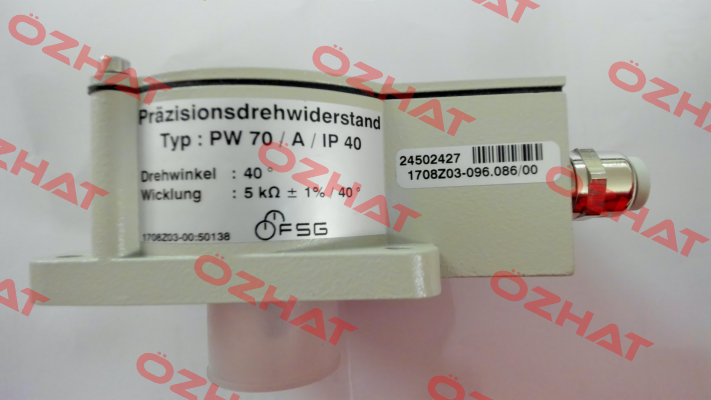 Präzisionsdrehwiderstand
Typ : PW 70 / A / IP 40
Drehwinkel : 40°
Wicklung : 5 kΩ ± 1% / 40°
FSG
1708Z03-00:50138
24502427
1708Z03-096.086/00
ÖZHAT
ÖZHAT
ÖZHAT
ÖZHAT
ÖZHAT
ÖZHAT
ÖZHAT
ÖZHAT
ÖZHAT